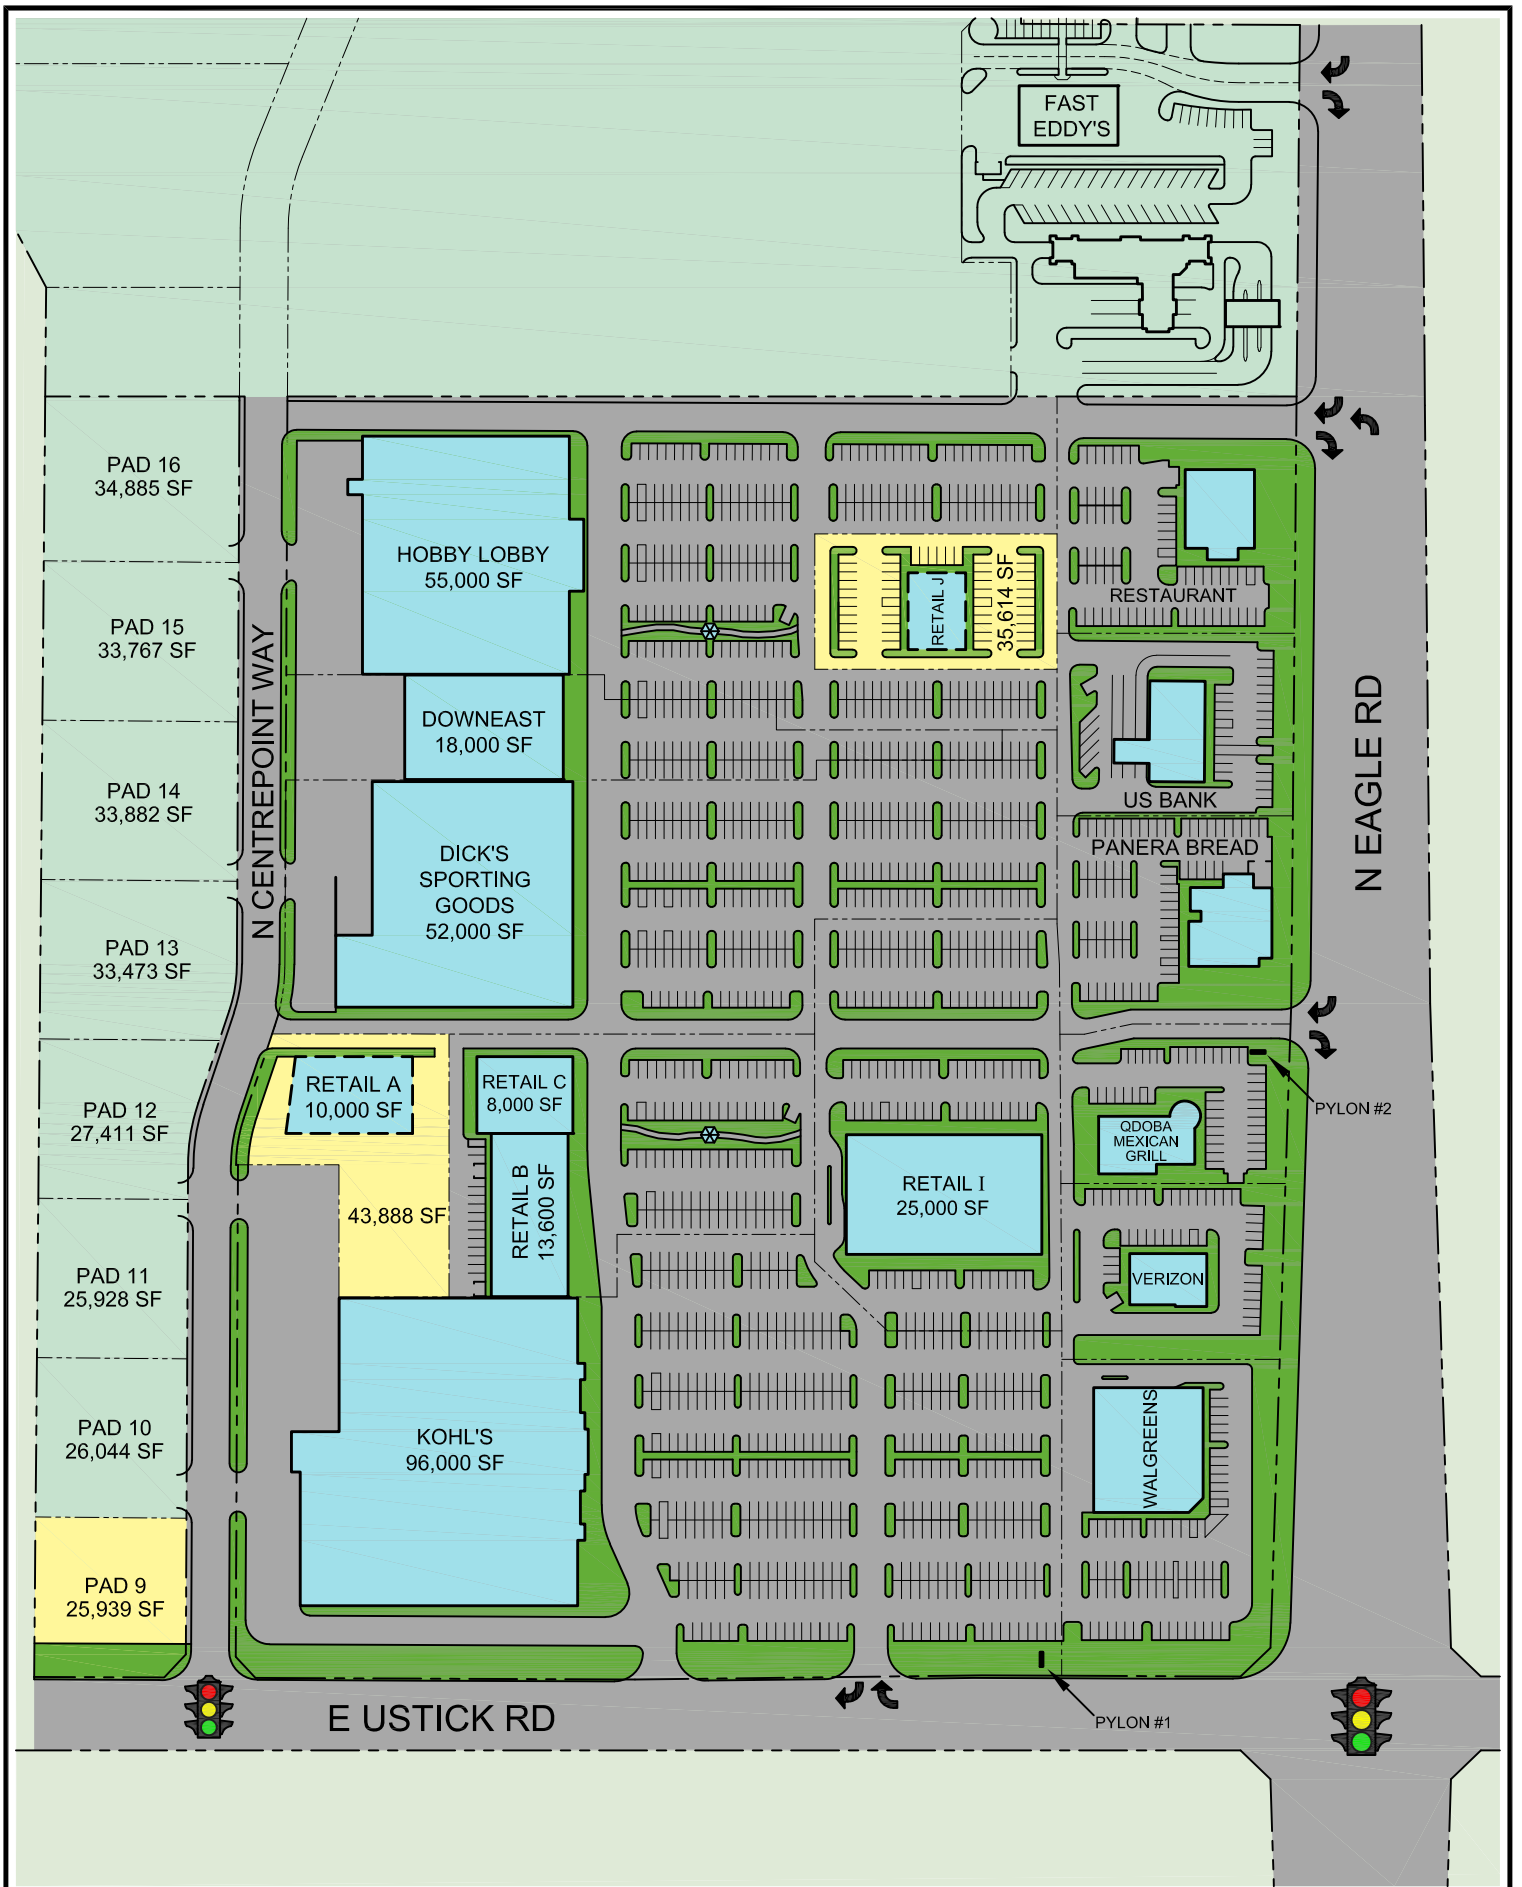 FAST
EDDY'S
PAD 16
34,885 SF
HOBBY LOBBY
55,000 SF
RETAIL J
35,614 SF
RESTAURANT
PAD 15
33,767 SF
N CENTREPOINT WAY
DOWNEAST
18,000 SF
N EAGLE RD
PAD 14
33,882 SF
US BANK
DICK'S
SPORTING
GOODS
52,000 SF
PANERA BREAD
PAD 13
33,473 SF
RETAIL A
10,000 SF
RETAIL C
8,000 SF
PYLON #2
PAD 12
27,411 SF
QDOBA
MEXICAN
GRILL
RETAIL B
13,600 SF
RETAIL I
25,000 SF
43,888 SF
PAD 11
25,928 SF
VERIZON
PAD 10
26,044 SF
KOHL'S
96,000 SF
WALGREENS
PAD 9
25,939 SF
E USTICK RD
PYLON #1